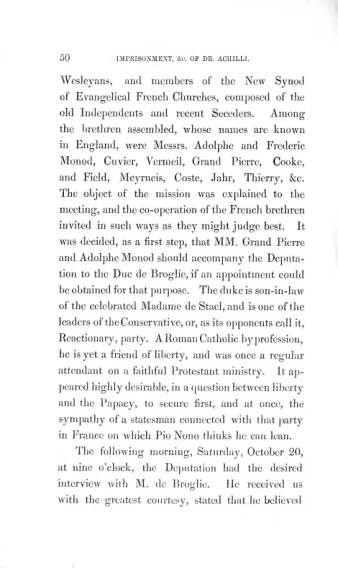 50 IMPRISONMENT, &c. OF DR. ACHILLI.
Wesleyans, and members of the New Synod
of Evangelical French Churches, composed of the
old Independents and recent Seceders. Among
the brethren assembled, whose names are known
in England, were Messrs. Adolphe and Frederic
Monod, Cuvier, Vermeil, Grand Pierre, Cooke,
and Field, Meyrueis, Coste, Jahr, Thierry, &c.
The object of the mission was explained to the
meeting, and the co-operation of the French brethren
invited in such ways as they might judge best. It
was decided, as a first step, that MM. Grand Pierre
and Adolphe Monod should accompany the Deputa-
tion to the Duc de Broglie, if an appointment could
be obtained for that purpose. The duke is son-in-law
of the celebrated Madame de Stael, and is one of the
leaders of the Conservative, or, as its opponents call it,
Reactionary, party. A Roman Catholic by profession,
he is yet a friend of liberty, and was once a regular
attendant on a faithful Protestant ministry. It ap-
peared highly desirable, in a question between liberty
and the Papacy, to secure first, and at once, the
sympathy of a statesman connected with that party
in France on which Pio Nono thinks he can lean.
The following morning, Saturday, October 20,
at nine o'clock, the Deputation had the desired
interview with M. de Broglie. He received us
with the greatest courtesy, stated that he believed